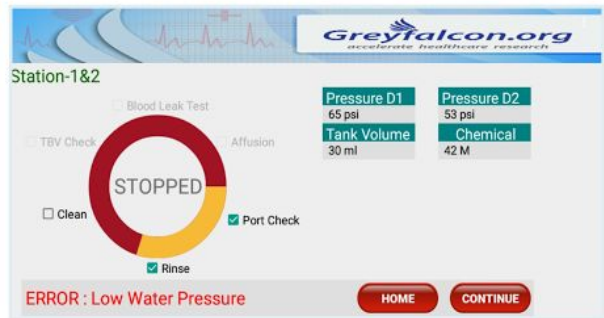 Greyfalcon.org
accelerate healthcare research
Station-1&2
Blood Leak Test
TBV Check
Affusion
STOPPED
Clean
Port Check
Rinse
Pressure D1
65 psi
Pressure D2
53 psi
Tank Volume
30 ml
Chemical
42 M
ERROR : Low Water Pressure
HOME
CONTINUE